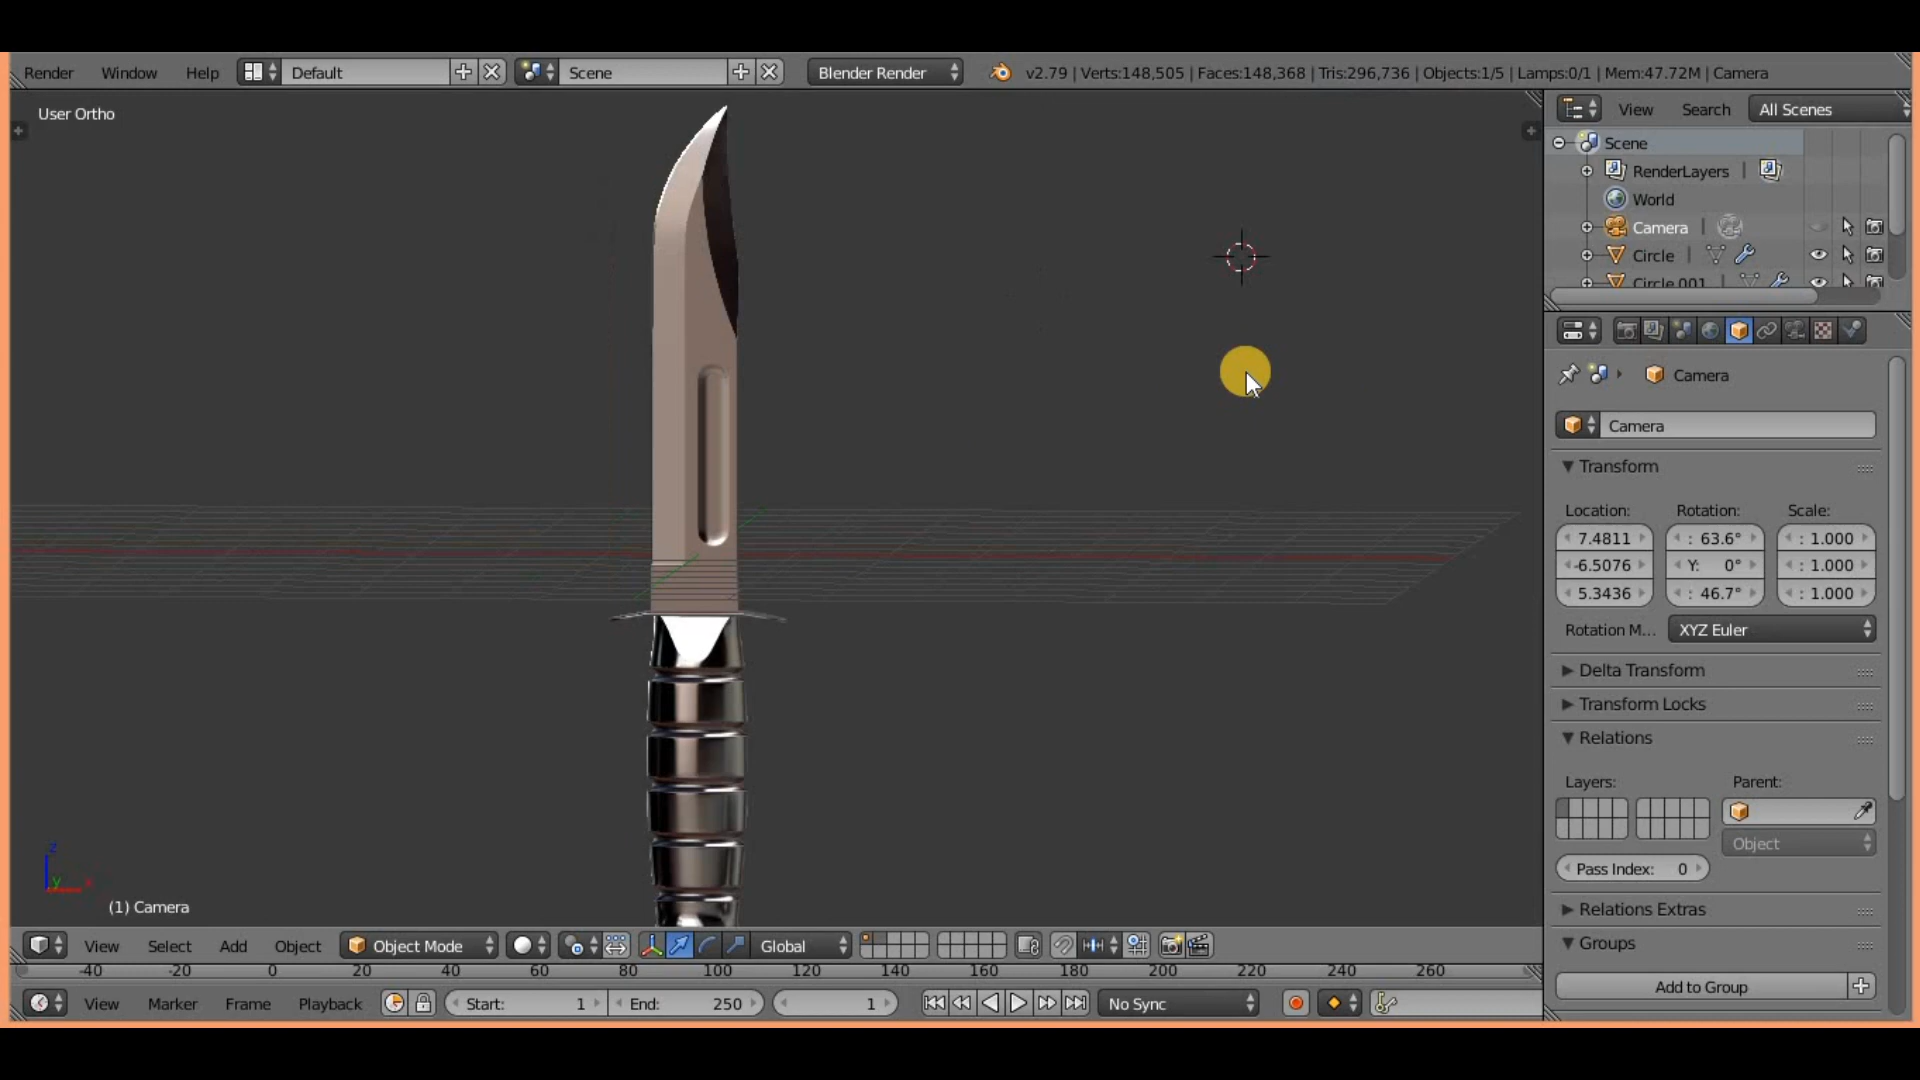 Render Window Help Default Scene Blender Render v2.79 | Verts:148,505 | Faces:148,368 | Tris:296,736 | Objects:1/5 | Lamps:0/1 | Mem:47.72M | Camera
User Ortho
View Search All Scenes
Scene
RenderLayers
World
Camera
Circle
Circle.001
Camera
Camera
Transform
Location: Rotation: Scale:
7.4811 : 63.6° : 1.000
-6.5076 Y: 0° : 1.000
5.3436 : 46.7° : 1.000
Rotation M... XYZ Euler
Delta Transform
Transform Locks
Relations
Layers: Parent:
Object
Pass Index: 0
Relations Extras
Groups
Add to Group
z
y x
(1) Camera
View Select Add Object Object Mode Global
-40 -20 0 20 40 60 80 100 120 140 160 180 200 220 240 260
View Marker Frame Playback Start: 1 End: 250 1 No Sync